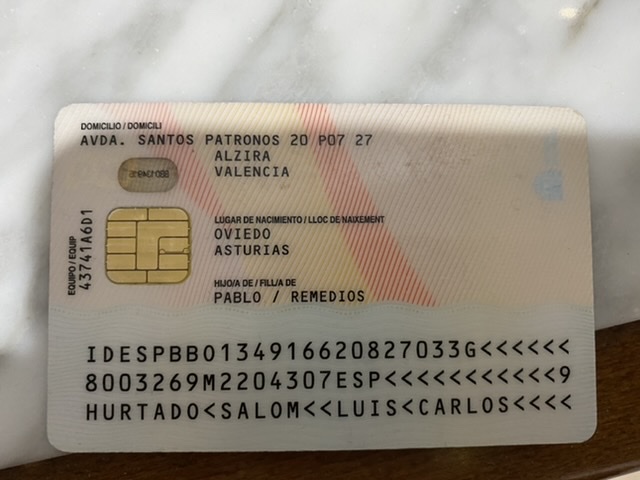 DOMICILIO / DOMICILI
AVDA. SANTOS PATRONOS 20 P07 27
ALZIRA
VALENCIA
EQUIPO / EQUIP
43741A6D1
LUGAR DE NACIMIENTO / LLOC DE NAIXEMENT
OVIEDO
ASTURIAS
HIJO/A DE / FILL/A DE
PABLO / REMEDIOS
IDESPBBO134916620827033G<<<<<<
8003269M2204307ESP<<<<<<<<<<<9
HURTADO<SALOM<<LUIS<CARLOS<<<<